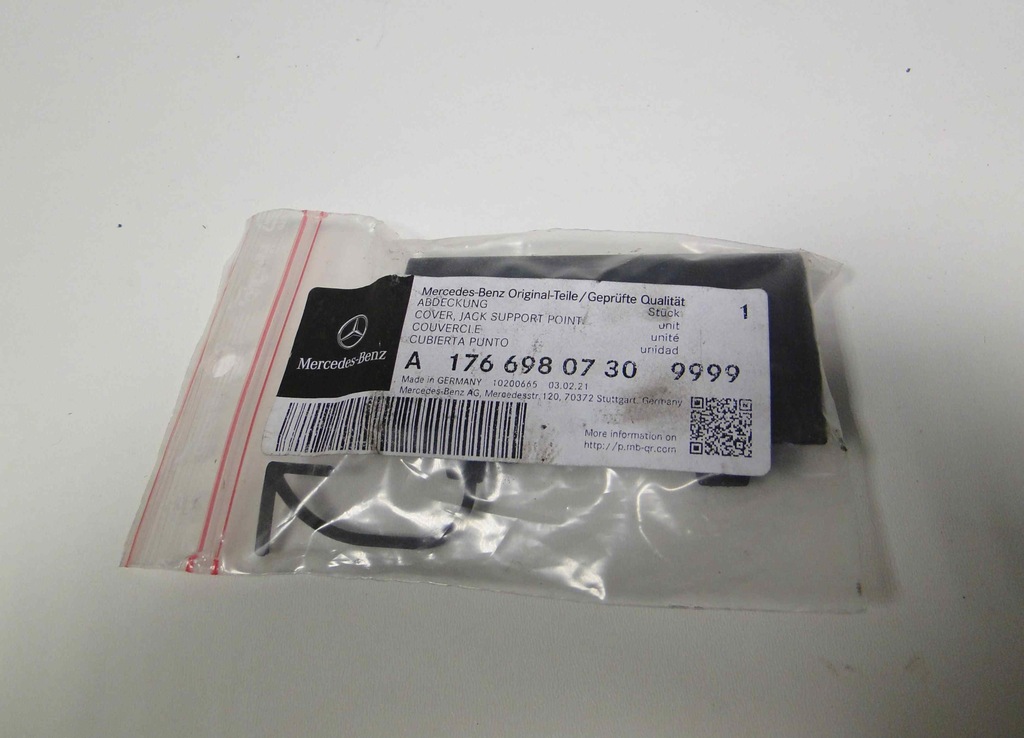 Mercedes-Benz
Mercedes-Benz Original-Teile/Geprüfte Qualität
ABDECKUNG
COVER, JACK SUPPORT POINT.
COUVERCLE
CUBIERTA PUNTO
Stück
unit
unité
unidad
1
A 176 698 07 30 9999
Made in GERMANY 10200665 03.02.21
Mercedes-Benz AG, Mercedesstr.120, 70372 Stuttgart, Germany
More information on
http://p.mb-qr.com